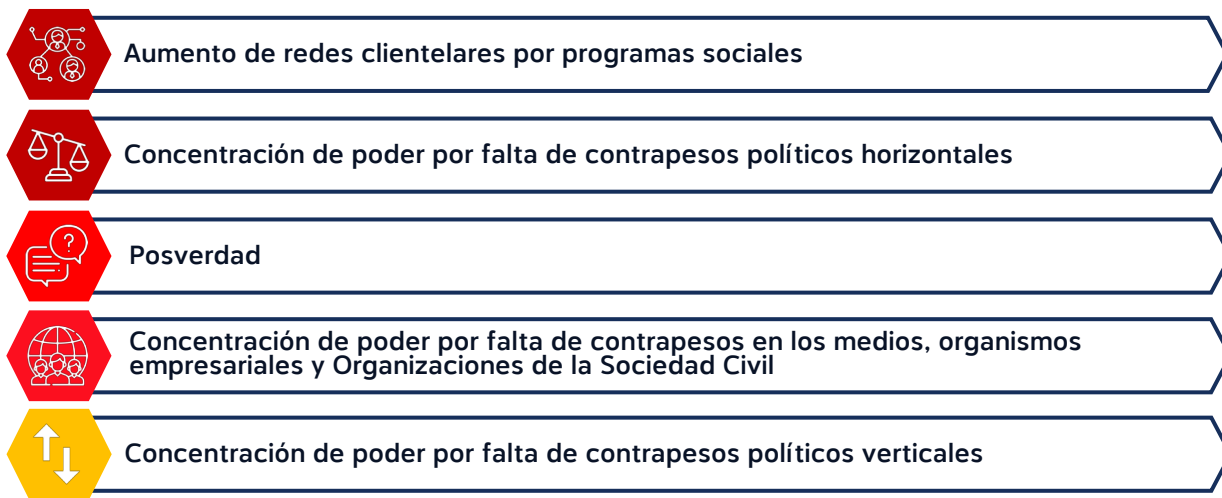 Aumento de redes clientelares por programas sociales
Concentración de poder por falta de contrapesos políticos horizontales
?
Posverdad
Concentración de poder por falta de contrapesos en los medios, organismos
empresariales y Organizaciones de la Sociedad Civil
Concentración de poder por falta de contrapesos políticos verticales